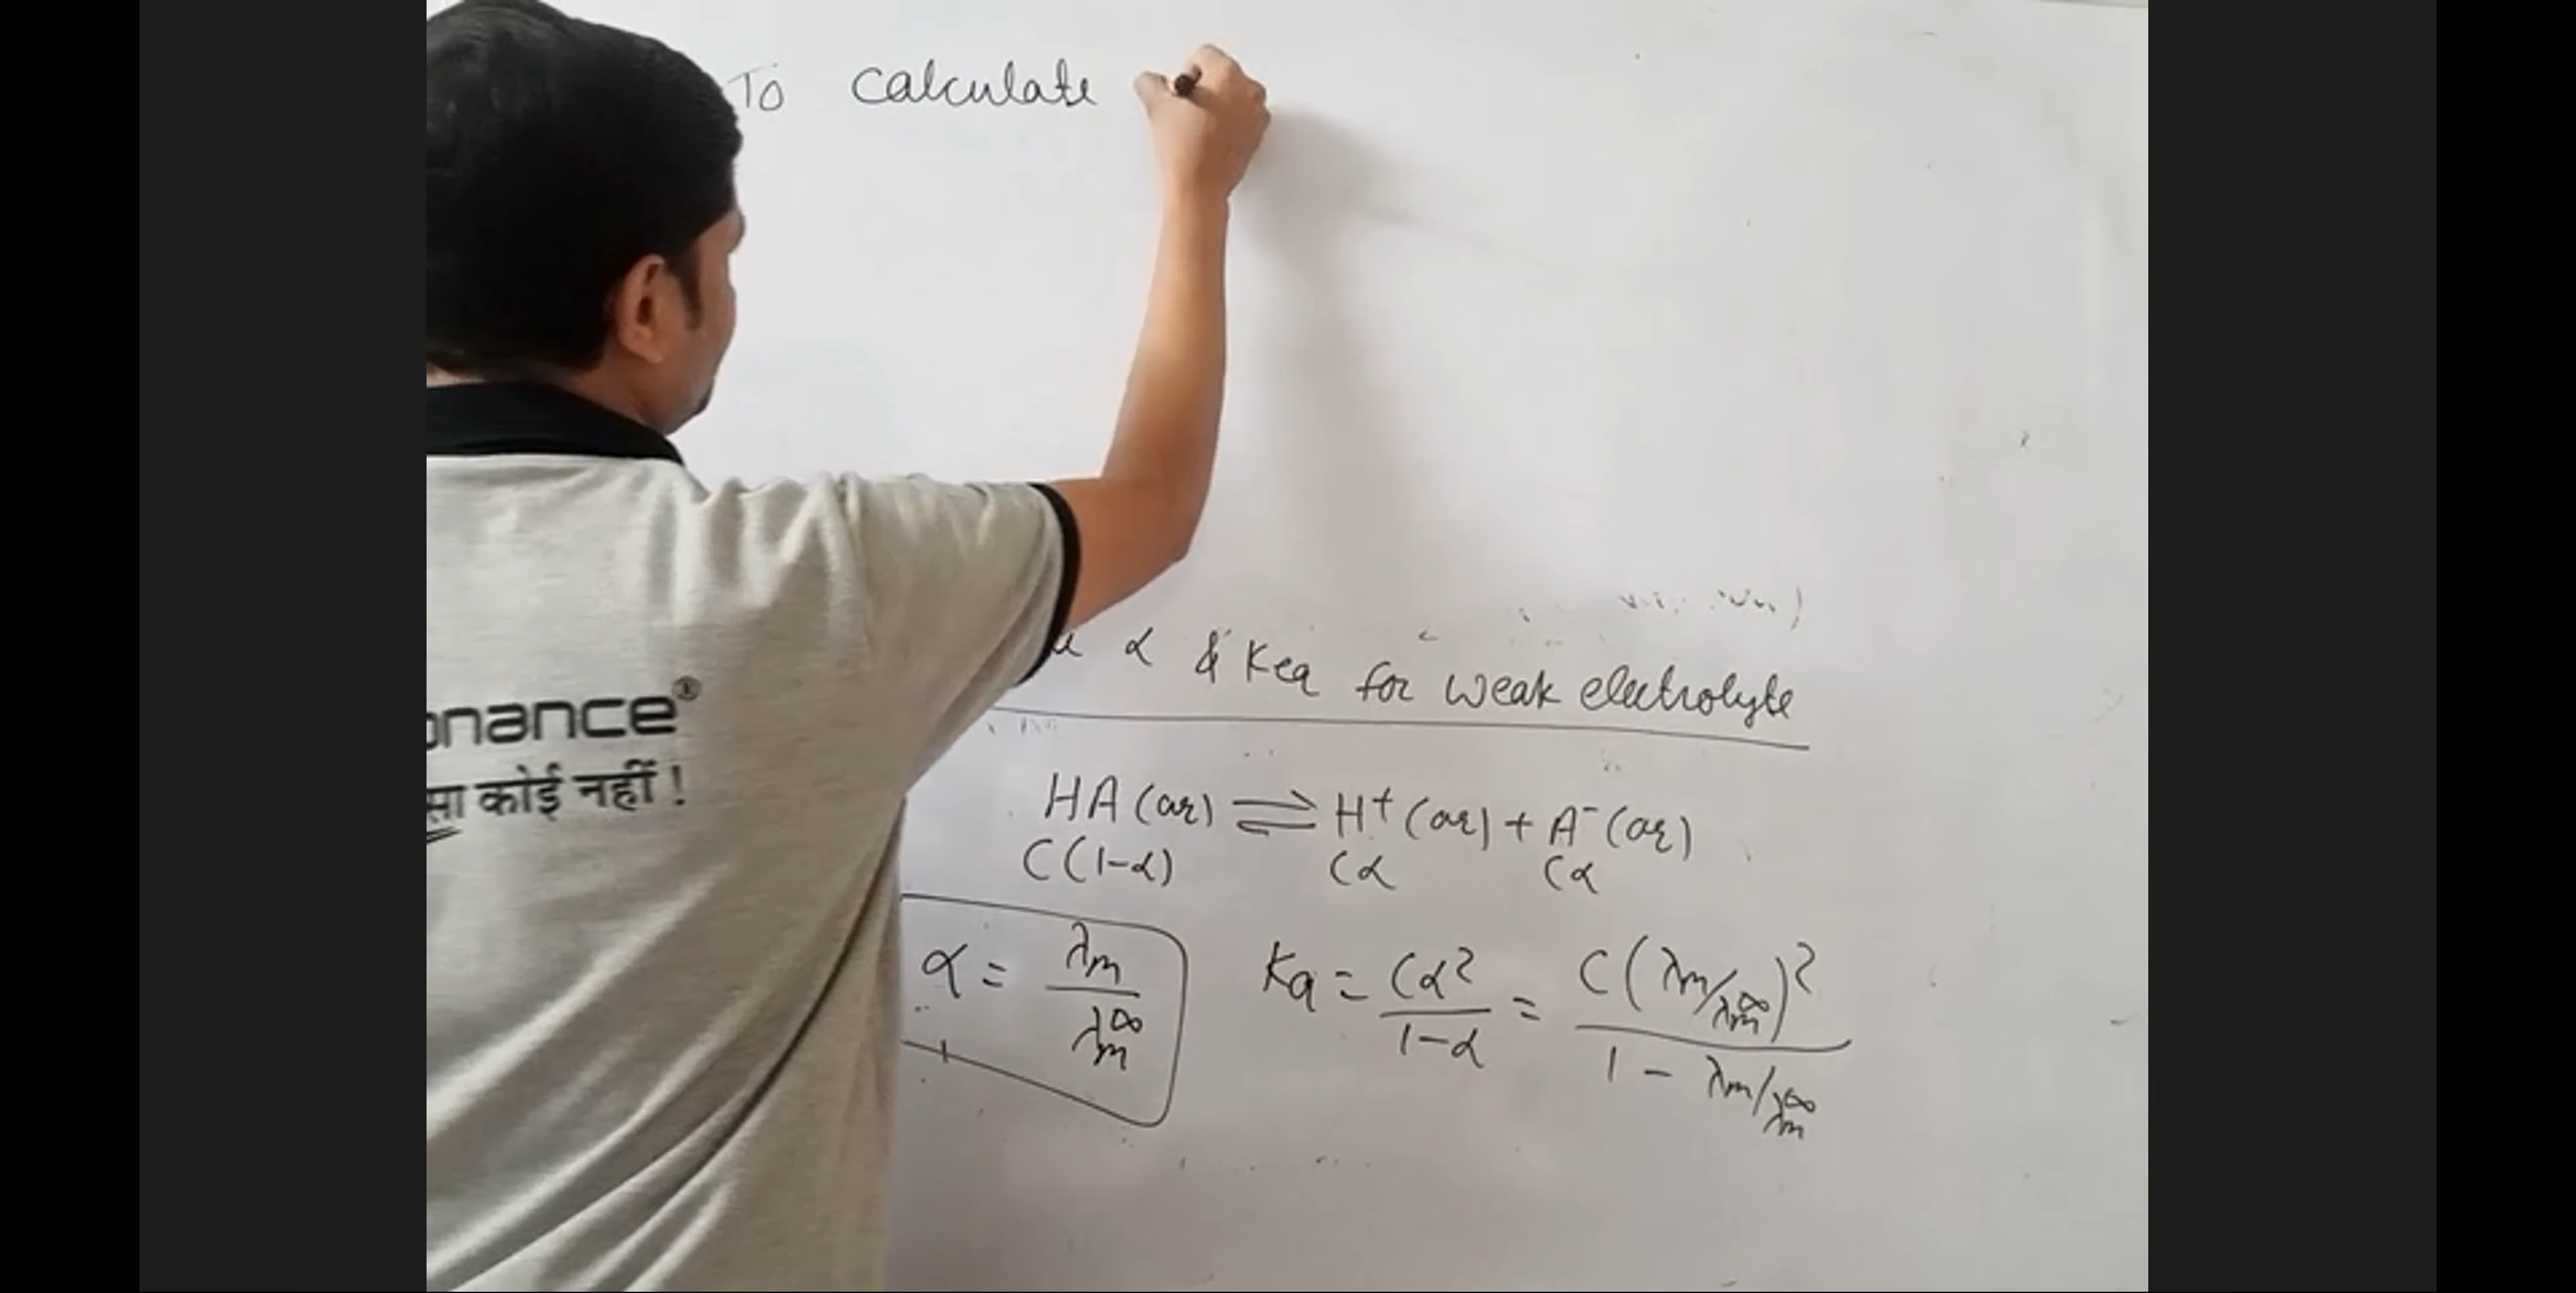 To calculate
α & Keq for weak electrolyte
HA (aq) ⇌ H⁺ (aq) + A⁻ (aq)
C(1-α) Cα Cα
α = λm / λm^∞
Ka = Cα² / 1-α = C(λm/λm^∞)² / 1 - λm/λm^∞
onance®
सा कोई नहीं !